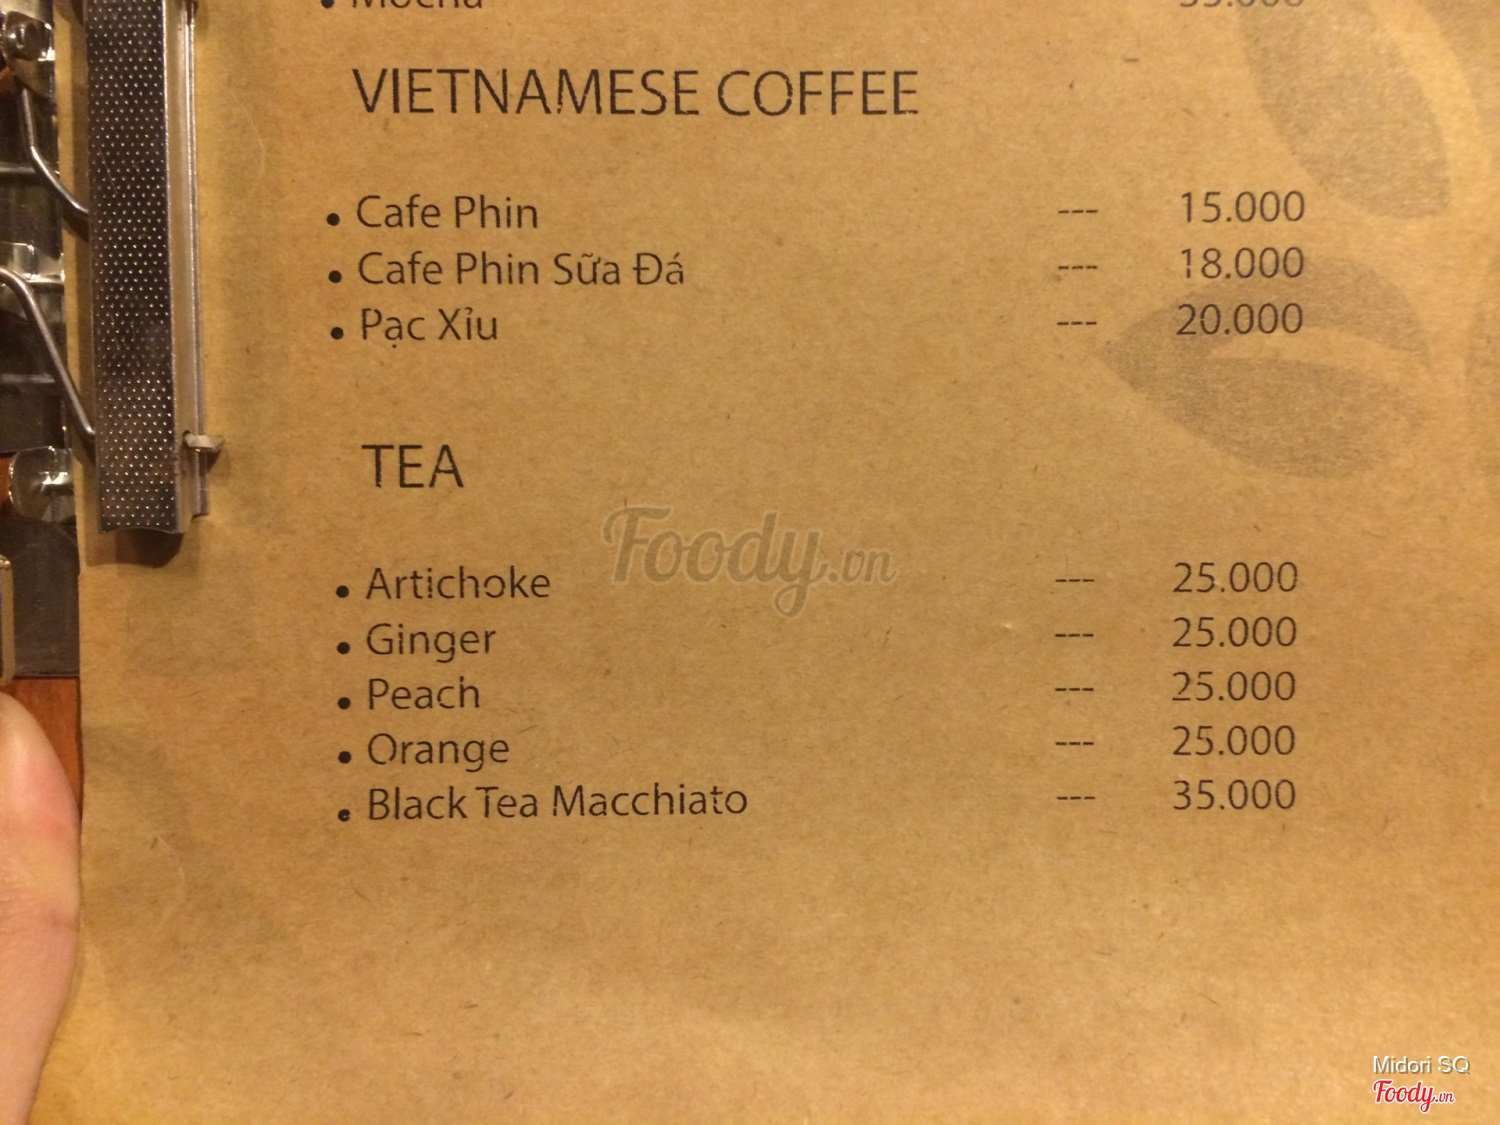 • Mocha
VIETNAMESE COFFEE
• Cafe Phin --- 15.000
• Cafe Phin Sữa Đá --- 18.000
• Pạc Xỉu --- 20.000
TEA
Foody.vn
• Artichoke --- 25.000
• Ginger --- 25.000
• Peach --- 25.000
• Orange --- 25.000
• Black Tea Macchiato --- 35.000
Midori SQ
Foody.vn